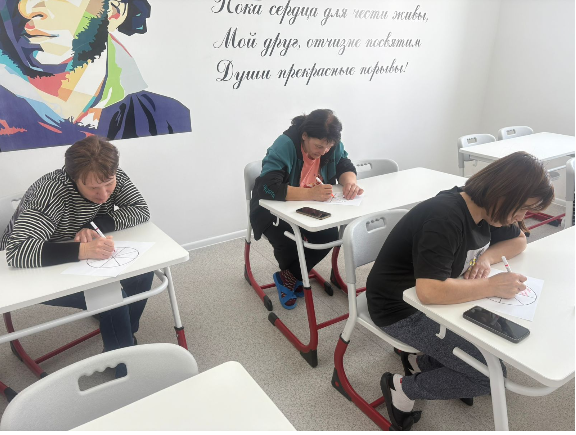 Пока сердца для чести живы,
Мой друг, отчизне посвятим
Души прекрасные порывы!